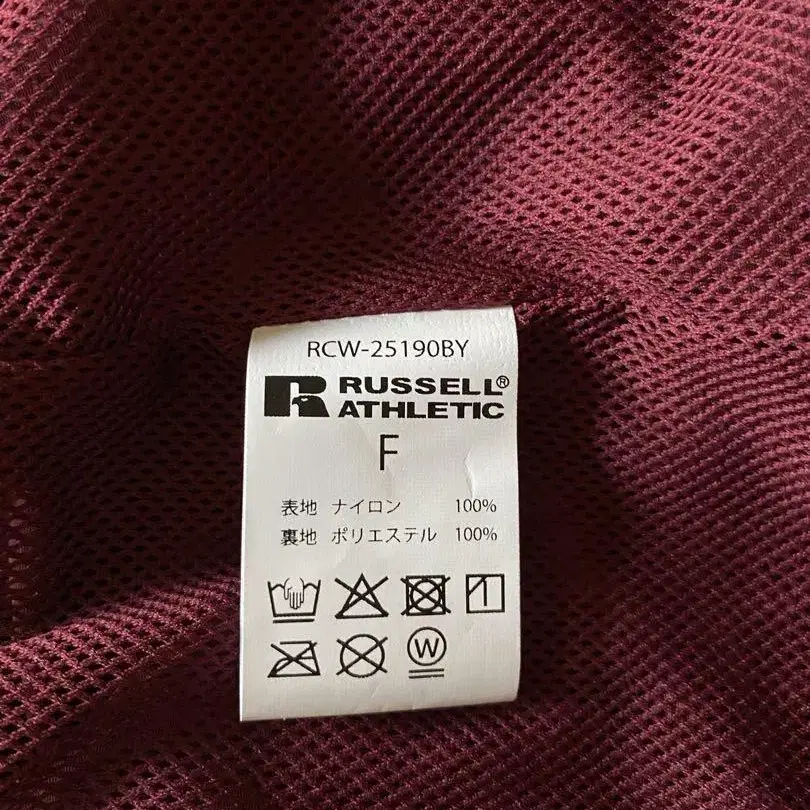 RCW-25190BY
RUSSELL®
ATHLETIC
F
表地 ナイロン 100%
裏地 ポリエステル 100%
W